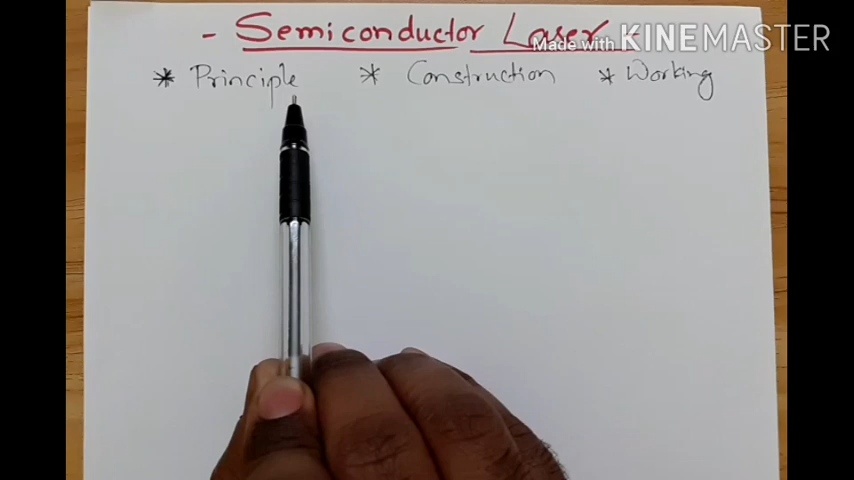 - Semiconductor Laser -
Made with KINEMASTER
* Principle * Construction * Working